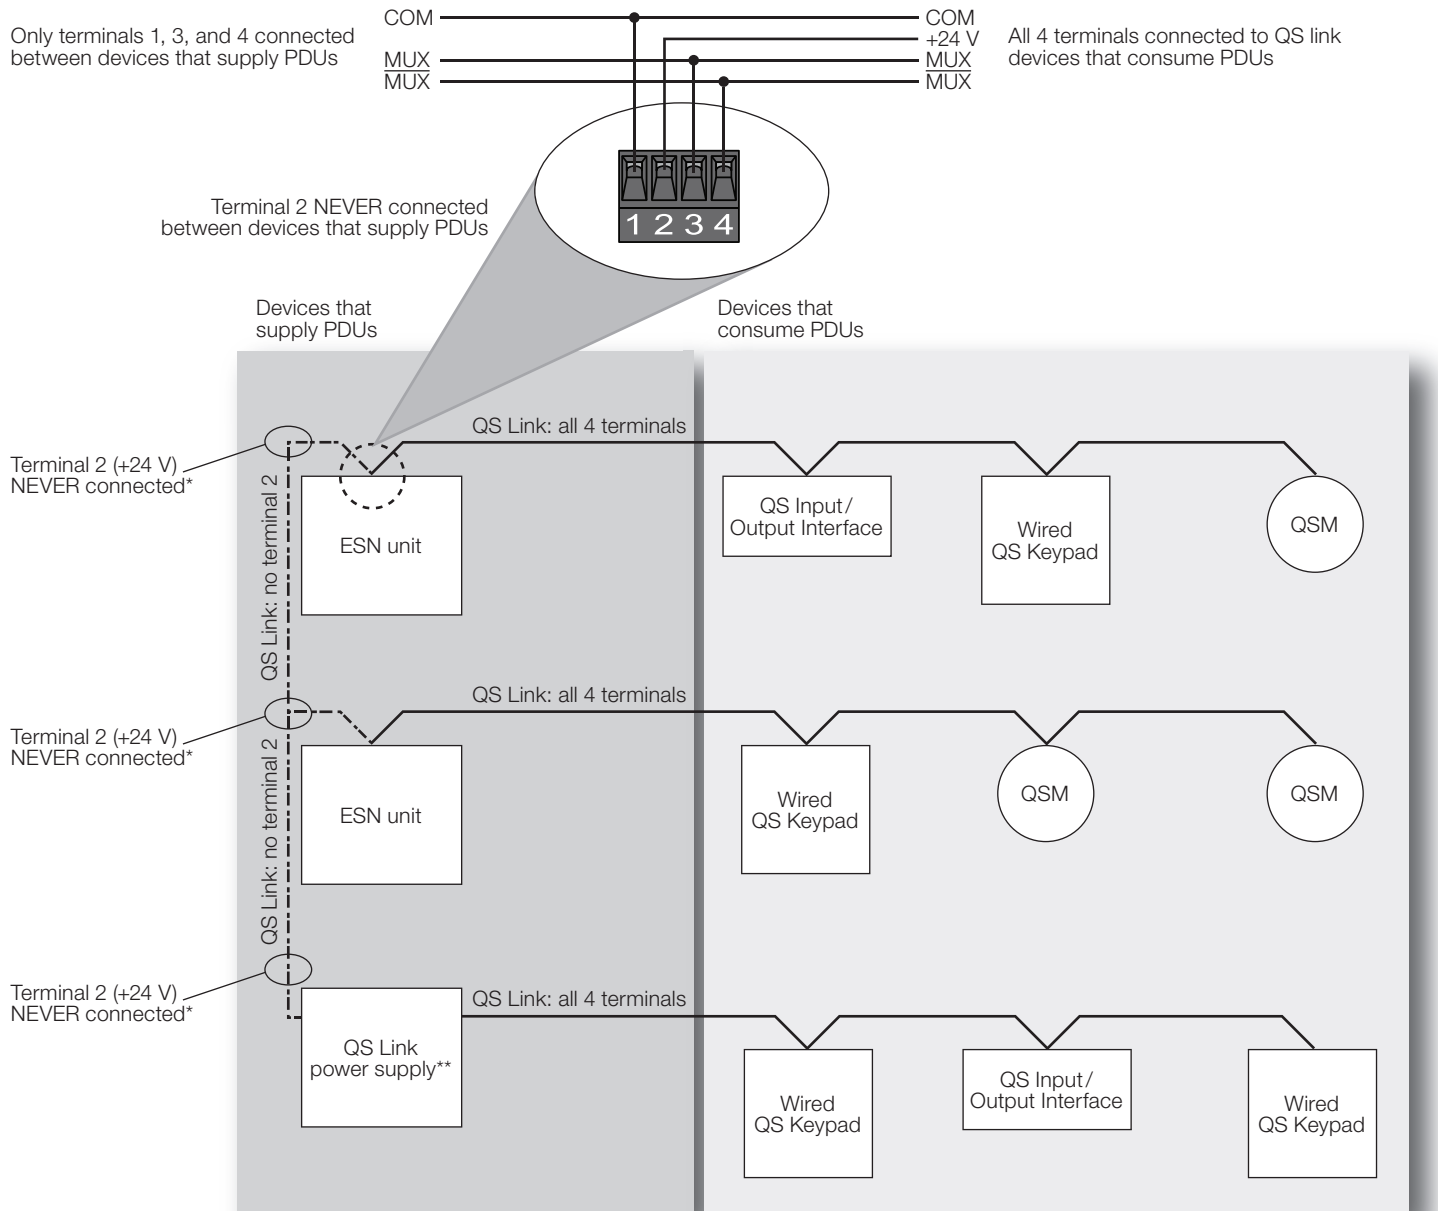 COM
COM
Only terminals 1, 3, and 4 connected
between devices that supply PDUs
+24 V
All 4 terminals connected to QS link
devices that consume PDUs
MUX
MUX
M̅U̅X̅
M̅U̅X̅
Terminal 2 NEVER connected
between devices that supply PDUs
1 2 3 4
Devices that
supply PDUs
Devices that
consume PDUs
QS Link: all 4 terminals
Terminal 2 (+24 V)
NEVER connected*
QS Link: no terminal 2
ESN unit
QS Input/
Output Interface
Wired
QS Keypad
QSM
QS Link: all 4 terminals
Terminal 2 (+24 V)
NEVER connected*
QS Link: no terminal 2
ESN unit
Wired
QS Keypad
QSM
QSM
Terminal 2 (+24 V)
NEVER connected*
QS Link: all 4 terminals
QS Link
power supply**
Wired
QS Keypad
QS Input/
Output Interface
Wired
QS Keypad